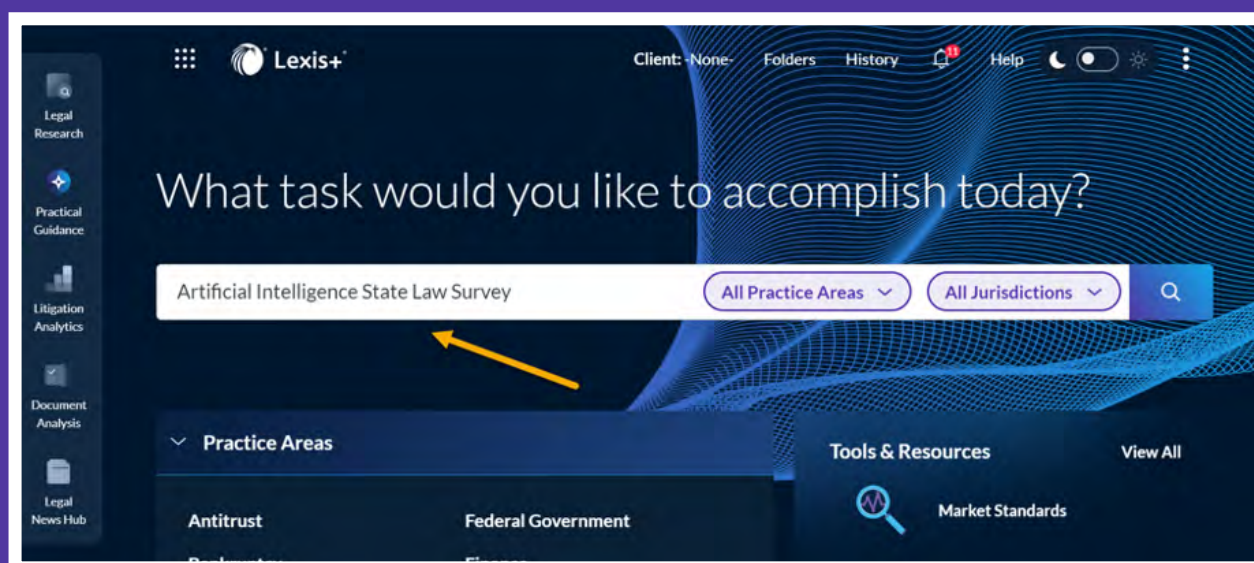 Lexis+
Client: -None- Folders History 11 Help
Legal
Research
Practical
Guidance
Litigation
Analytics
Document
Analysis
Legal
News Hub
What task would you like to accomplish today?
Artificial Intelligence State Law Survey All Practice Areas All Jurisdictions
Practice Areas
Antitrust Federal Government
Tools & Resources View All
Market Standards